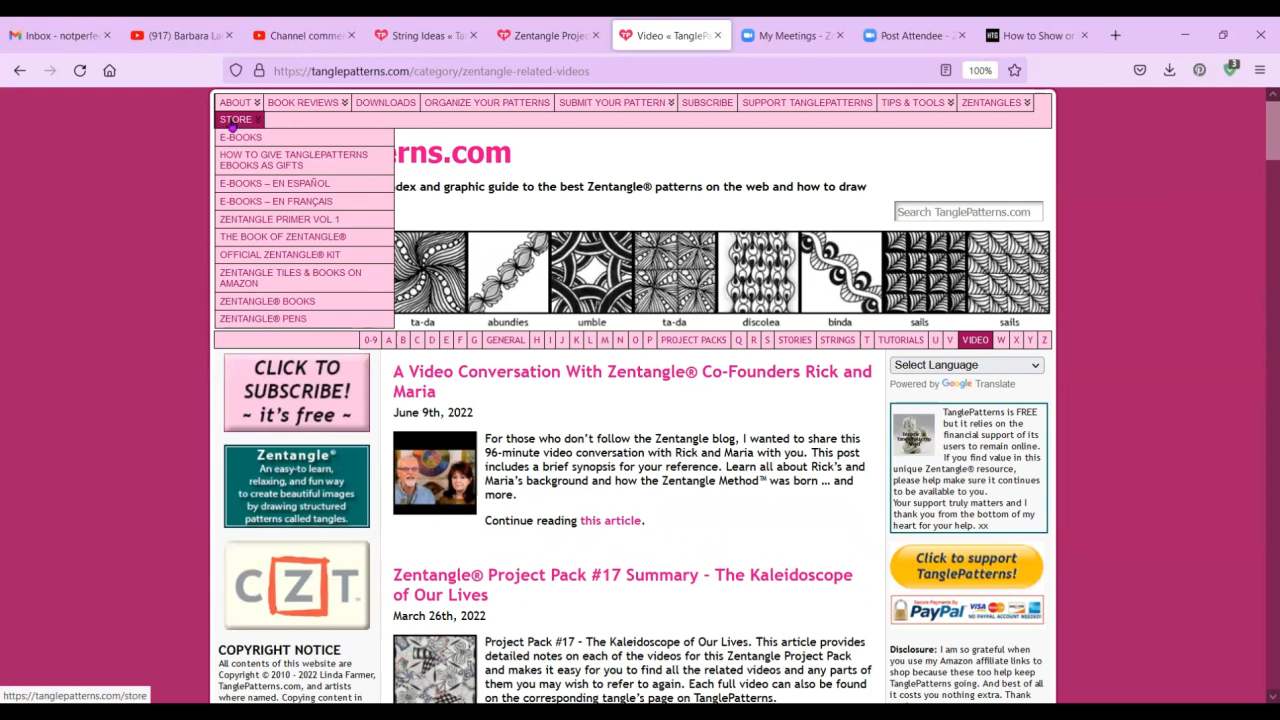 Inbox - notperfe
(917) Barbara La
Channel comme
String Ideas « Ta
Zentangle Projec
Video « TanglePa
My Meetings - Z
Post Attendee - Z
HTG How to Show or
https://tanglepatterns.com/category/zentangle-related-videos
100%
3
ABOUT BOOK REVIEWS DOWNLOADS ORGANIZE YOUR PATTERNS SUBMIT YOUR PATTERN SUBSCRIBE SUPPORT TANGLEPATTERNS TIPS & TOOLS ZENTANGLES
STORE
E-BOOKS
HOW TO GIVE TANGLEPATTERNS
EBOOKS AS GIFTS
E-BOOKS – EN ESPAÑOL
E-BOOKS – EN FRANÇAIS
ZENTANGLE PRIMER VOL 1
THE BOOK OF ZENTANGLE®
OFFICIAL ZENTANGLE® KIT
ZENTANGLE TILES & BOOKS ON
AMAZON
ZENTANGLE® BOOKS
ZENTANGLE® PENS
rns.com
ndex and graphic guide to the best Zentangle® patterns on the web and how to draw
Search TanglePatterns.com
ta-da abundies umble ta-da discolea binda sails sails
0-9 A B C D E F G GENERAL H I J K L M N O P PROJECT PACKS Q R S STORIES STRINGS T TUTORIALS U V VIDEO W X Y Z
CLICK TO
SUBSCRIBE!
~ it's free ~
Zentangle®
An easy-to learn,
relaxing, and fun way
to create beautiful images
by drawing structured
patterns called tangles.
CZT
COPYRIGHT NOTICE
All contents of this website are
Copyright © 2010 - 2022 Linda Farmer,
TanglePatterns.com, and artists
where named. Copying content in
A Video Conversation With Zentangle® Co-Founders Rick and
Maria
June 9th, 2022
For those who don't follow the Zentangle blog, I wanted to share this
96-minute video conversation with Rick and Maria with you. This post
includes a brief synopsis for your reference. Learn all about Rick's and
Maria's background and how the Zentangle Method™ was born … and
more.
Continue reading this article.
Zentangle® Project Pack #17 Summary – The Kaleidoscope
of Our Lives
March 26th, 2022
Project Pack #17 – The Kaleidoscope of Our Lives. This article provides
detailed notes on each of the videos for this Zentangle Project Pack
and makes it easy for you to find all the related videos and any parts
of them you may wish to refer to again. Each full video can also be found
on the corresponding tangle's page on TanglePatterns.
Select Language
Powered by Google Translate
TanglePatterns is FREE
but it relies on the
financial support of its
users to remain online.
If you find value in this
unique Zentangle® resource,
please help make sure it continues
to be available to you.
Your support truly matters and I
thank you from the bottom of my
heart for your help. xx
Click to support
TanglePatterns!
PayPal VISA
NO PAYPAL ACCOUNT NEEDED!
Disclosure: I am so grateful when
you use my Amazon affiliate links to
shop because these too help keep
TanglePatterns going. And best of all
it costs you nothing extra. Thank
https://tanglepatterns.com/store